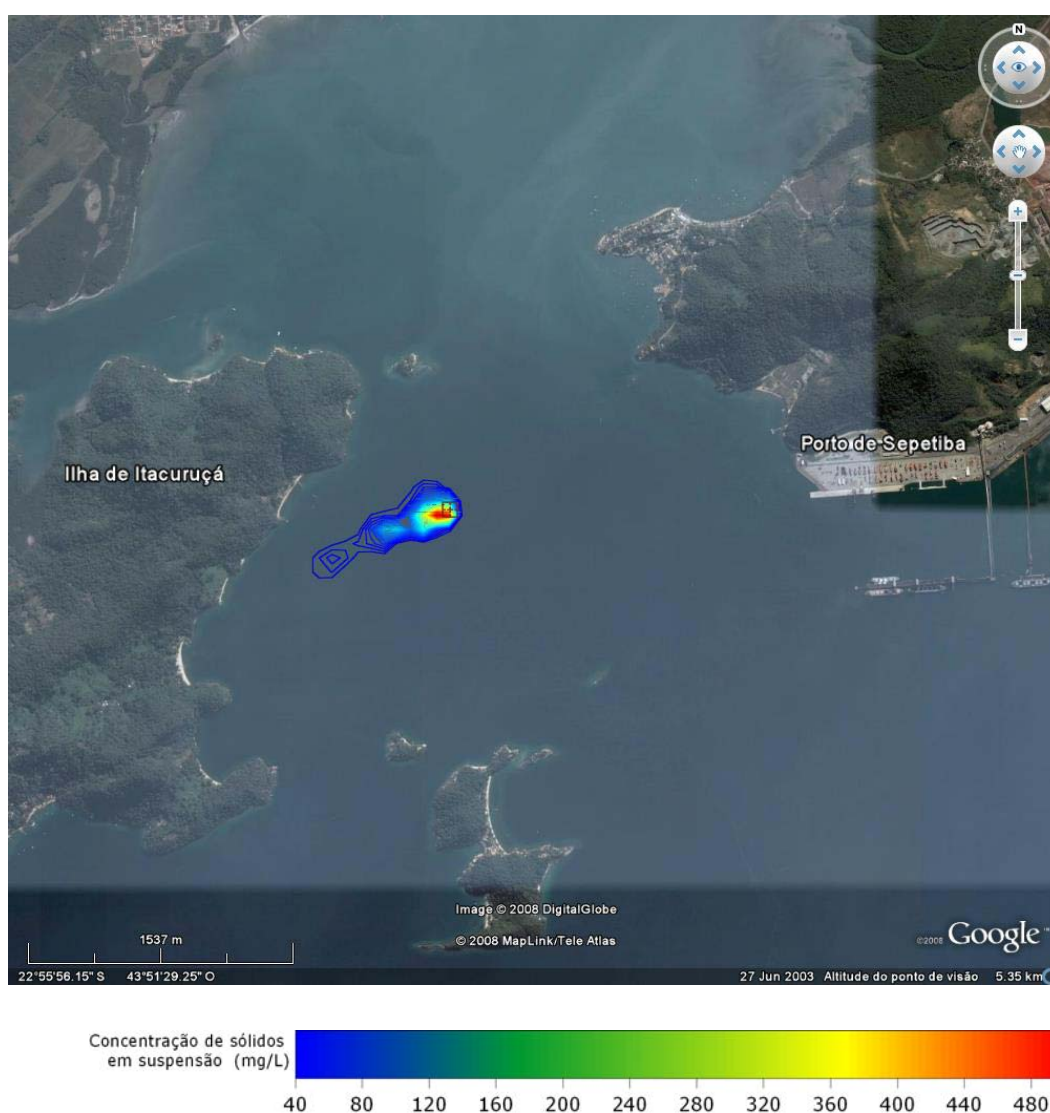 N
Porto de Sepetiba
Ilha de Itacuruçá
Image © 2008 DigitalGlobe
© 2008 MapLink/Tele Atlas
©2008 Google™
1537 m
22°55'56.15" S 43°51'29.25" O
27 Jun 2003 Altitude do ponto de visão 5.35 km
Concentração de sólidos
em suspensão (mg/L)
40 80 120 160 200 240 280 320 360 400 440 480